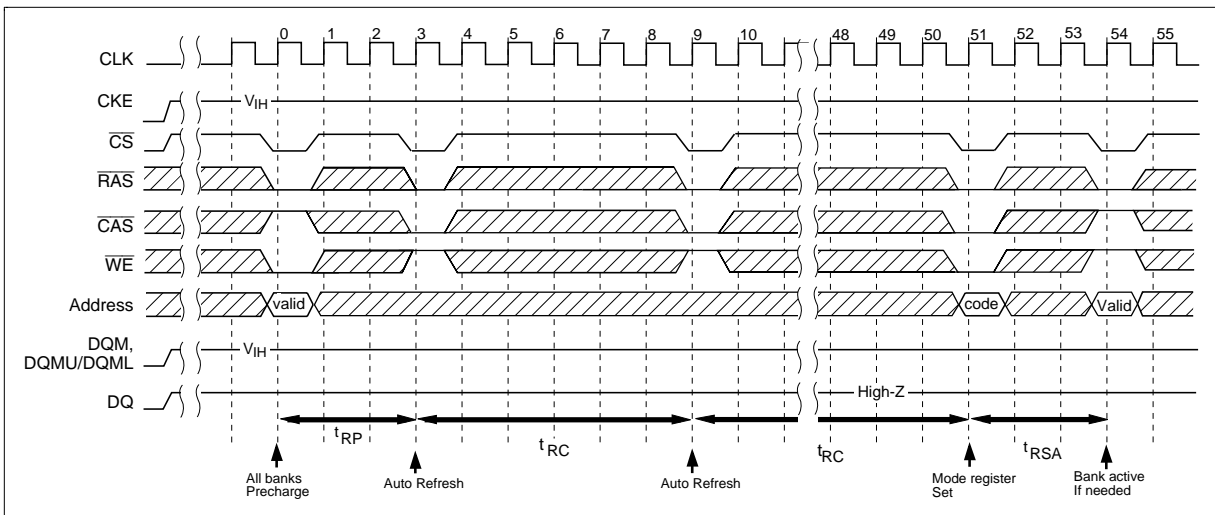 0 1 2 3 4 5 6 7 8 9 10 48 49 50 51 52 53 54 55
CLK
CKE VIH
CS
RAS
CAS
WE
Address valid code Valid
DQM,
DQMU/DQML VIH
DQ High-Z
tRP tRC tRC tRSA
All banks
Precharge
Auto Refresh
Auto Refresh
Mode register
Set
Bank active
If needed